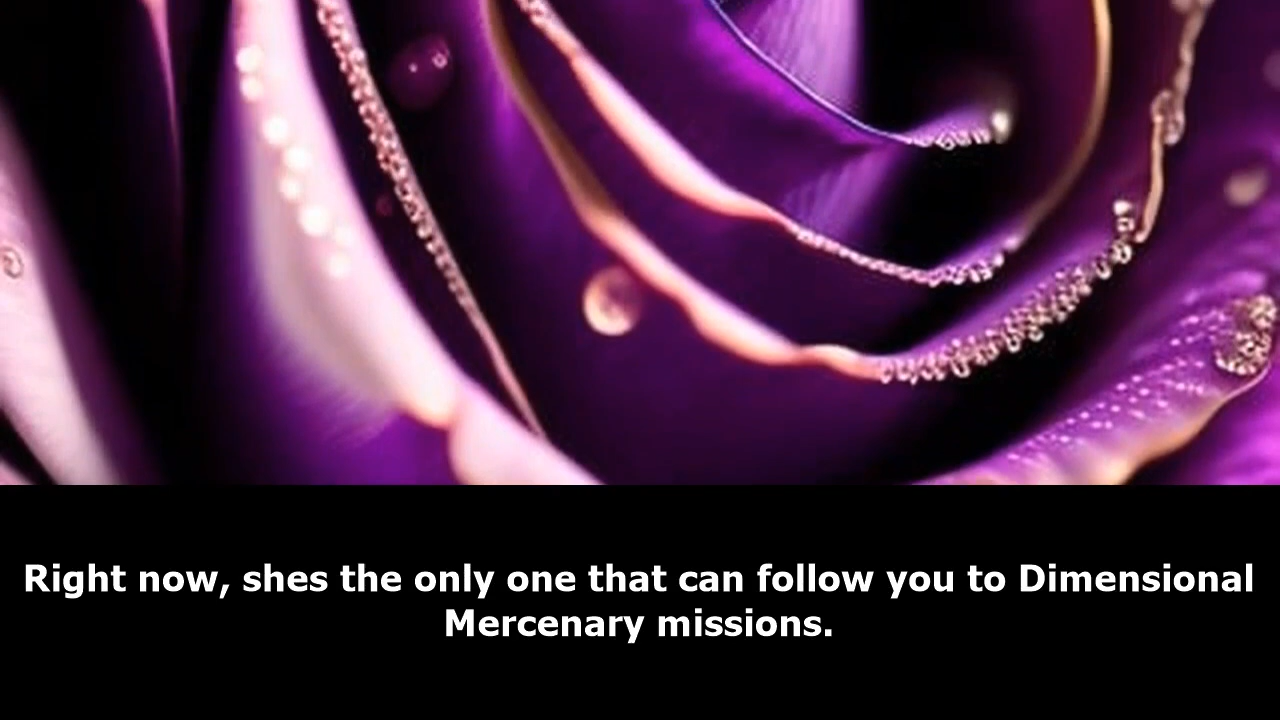 Right now, shes the only one that can follow you to Dimensional
Mercenary missions.